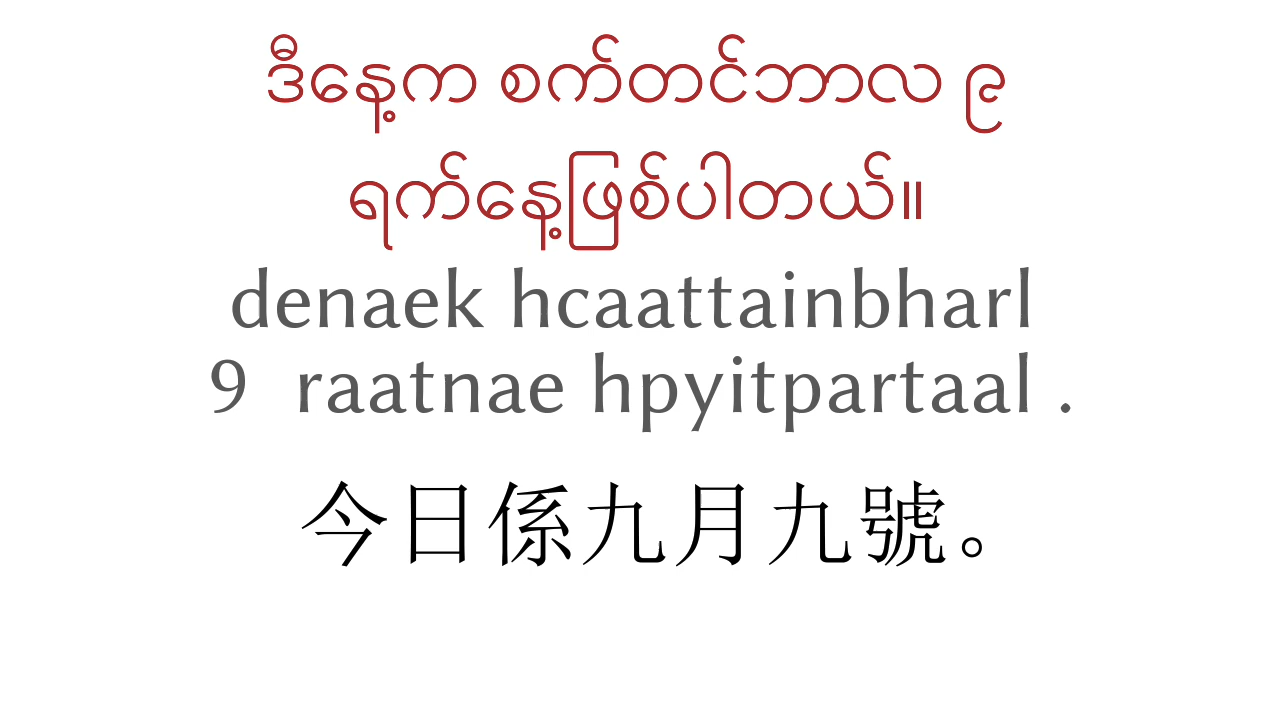 ဒီနေ့က စက်တင်ဘာလ ၉
ရက်နေ့ဖြစ်ပါတယ်။
denaek hcaattainbharl
9 raatnae hpyitpartaal .
今日係九月九號。